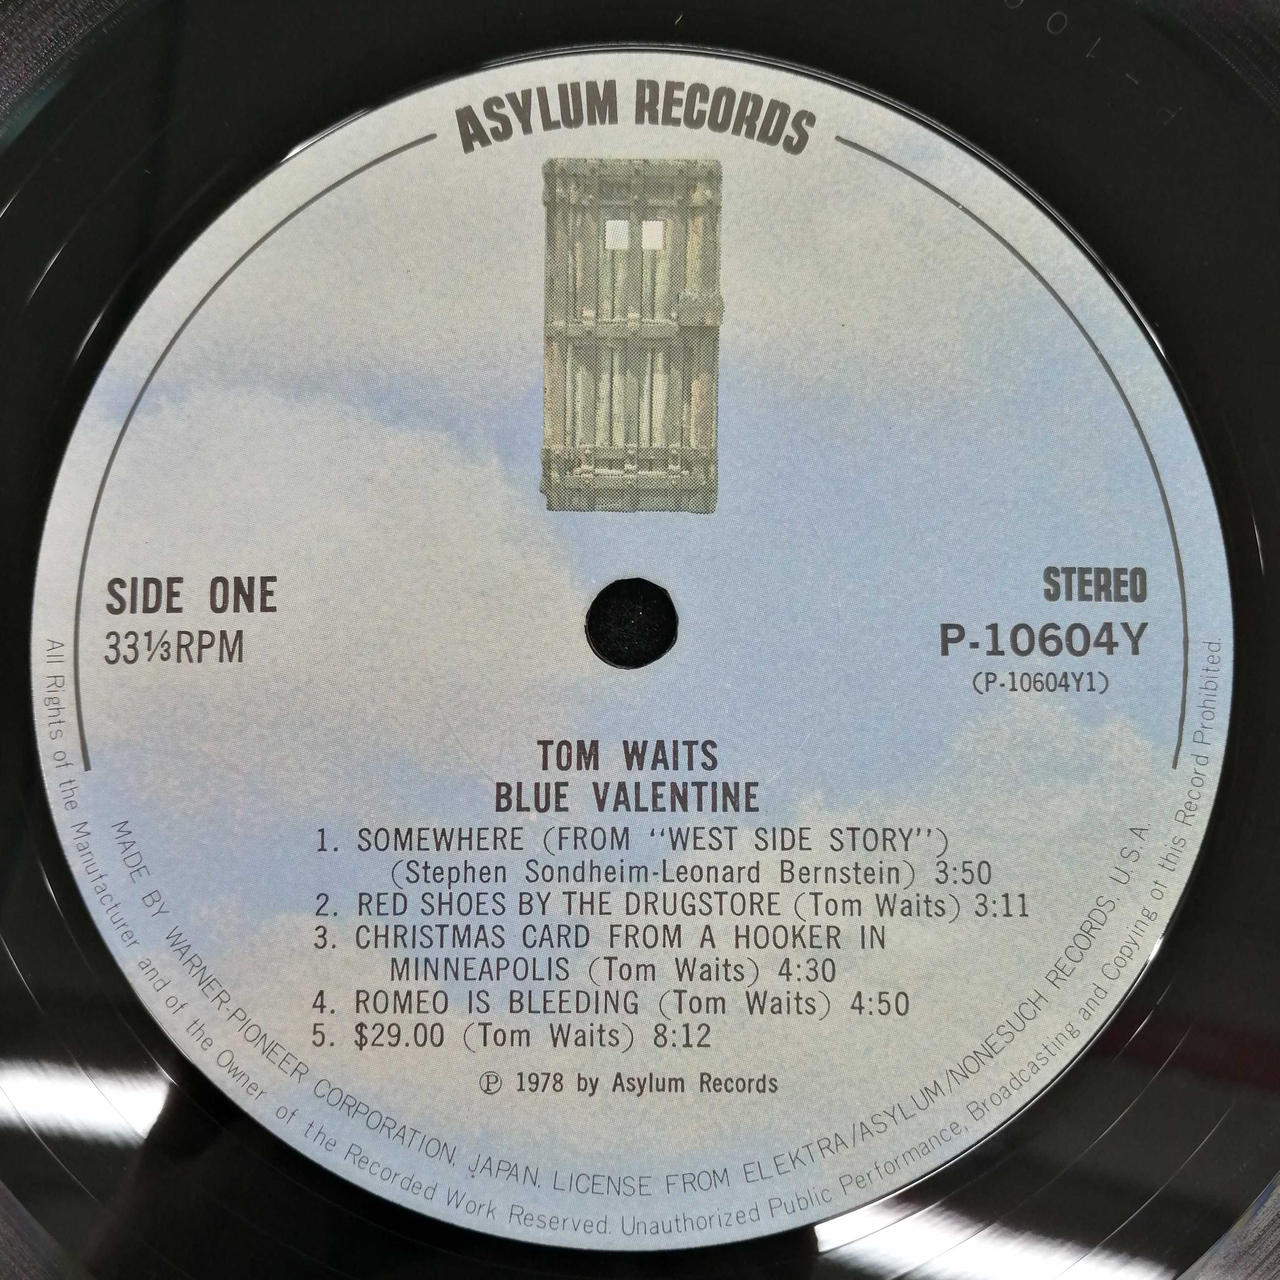 ASYLUM RECORDS
SIDE ONE
33⅓RPM
STEREO
P-10604Y
(P-10604Y1)
TOM WAITS
BLUE VALENTINE
1. SOMEWHERE (FROM “WEST SIDE STORY”)
(Stephen Sondheim-Leonard Bernstein) 3:50
2. RED SHOES BY THE DRUGSTORE (Tom Waits) 3:11
3. CHRISTMAS CARD FROM A HOOKER IN
MINNEAPOLIS (Tom Waits) 4:30
4. ROMEO IS BLEEDING (Tom Waits) 4:50
5. $29.00 (Tom Waits) 8:12
℗ 1978 by Asylum Records
MADE BY WARNER-PIONEER CORPORATION, JAPAN. LICENSE FROM ELEKTRA/ASYLUM/NONESUCH RECORDS, U.S.A.
All Rights of the Manufacturer and of the Owner of the Recorded Work Reserved. Unauthorized Public Performance, Broadcasting and Copying of this Record Prohibited.